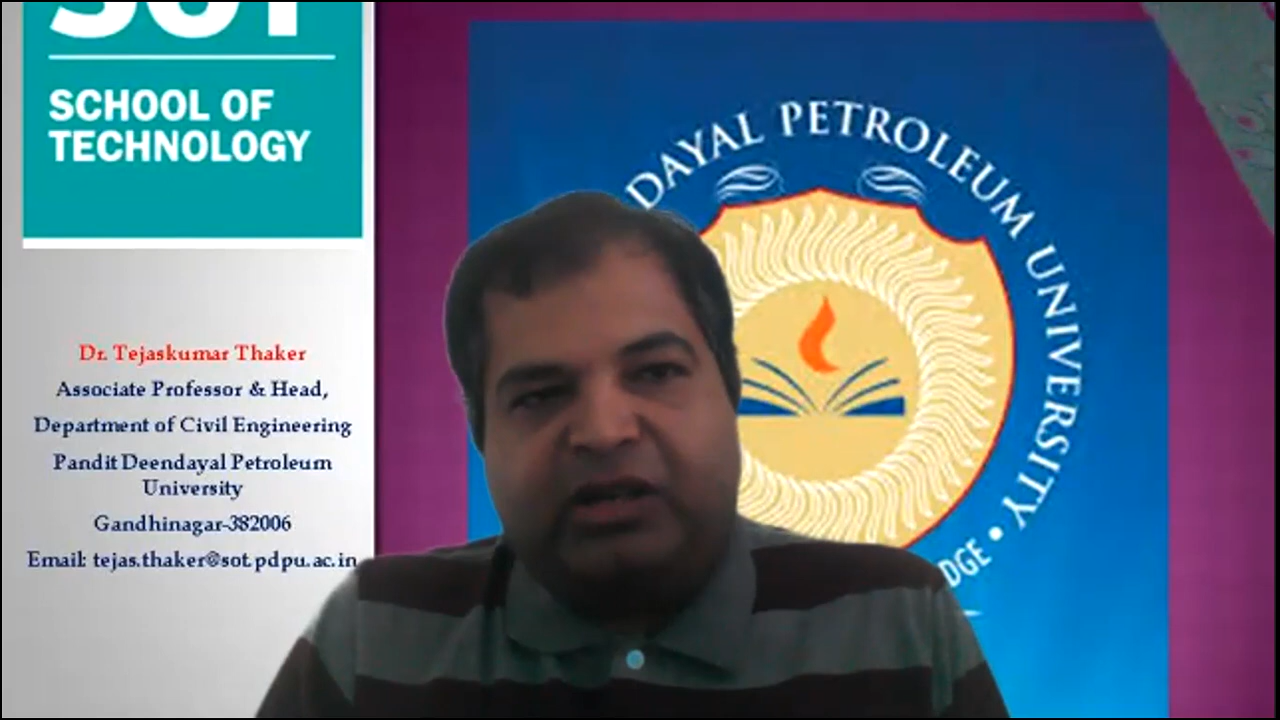 SOT
SCHOOL OF
TECHNOLOGY
DAYAL PETROLEUM UNIVERSITY •
Dr. Tejaskumar Thaker
Associate Professor & Head,
Department of Civil Engineering
Pandit Deendayal Petroleum
University
Gandhinagar-382006
Email: tejas.thaker@sot.pdpu.ac.in